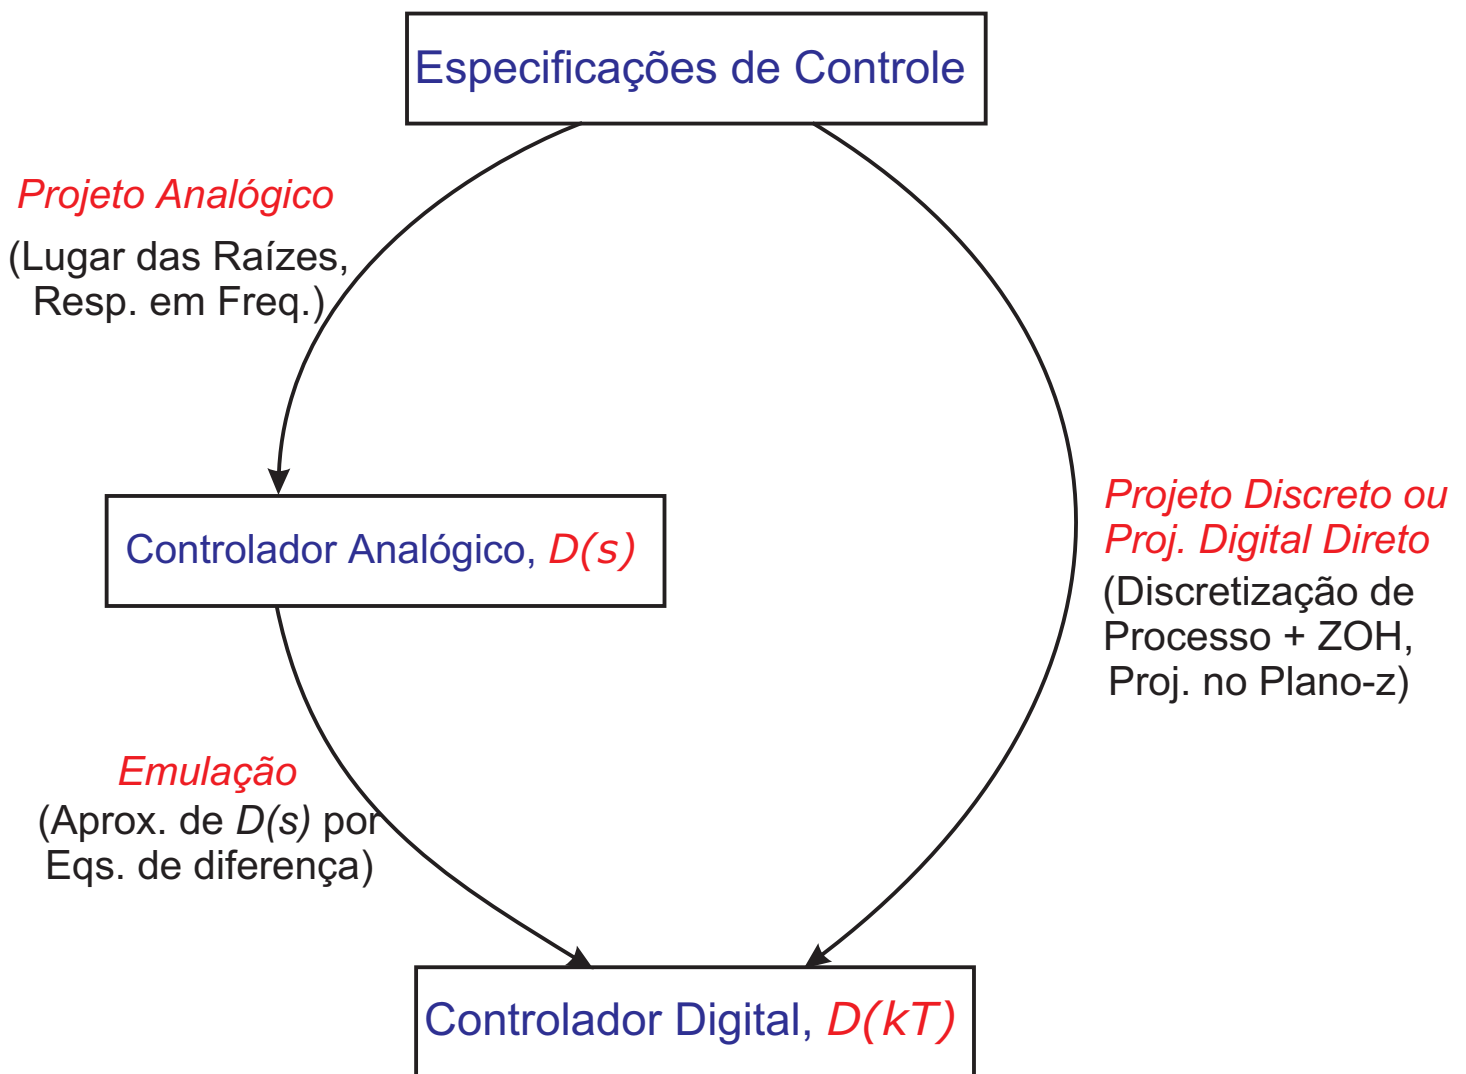 Especificações de Controle
Projeto Analógico
(Lugar das Raízes,
Resp. em Freq.)
Controlador Analógico, D(s)
Projeto Discreto ou
Proj. Digital Direto
(Discretização de
Processo + ZOH,
Proj. no Plano-z)
Emulação
(Aprox. de D(s) por
Eqs. de diferença)
Controlador Digital, D(kT)